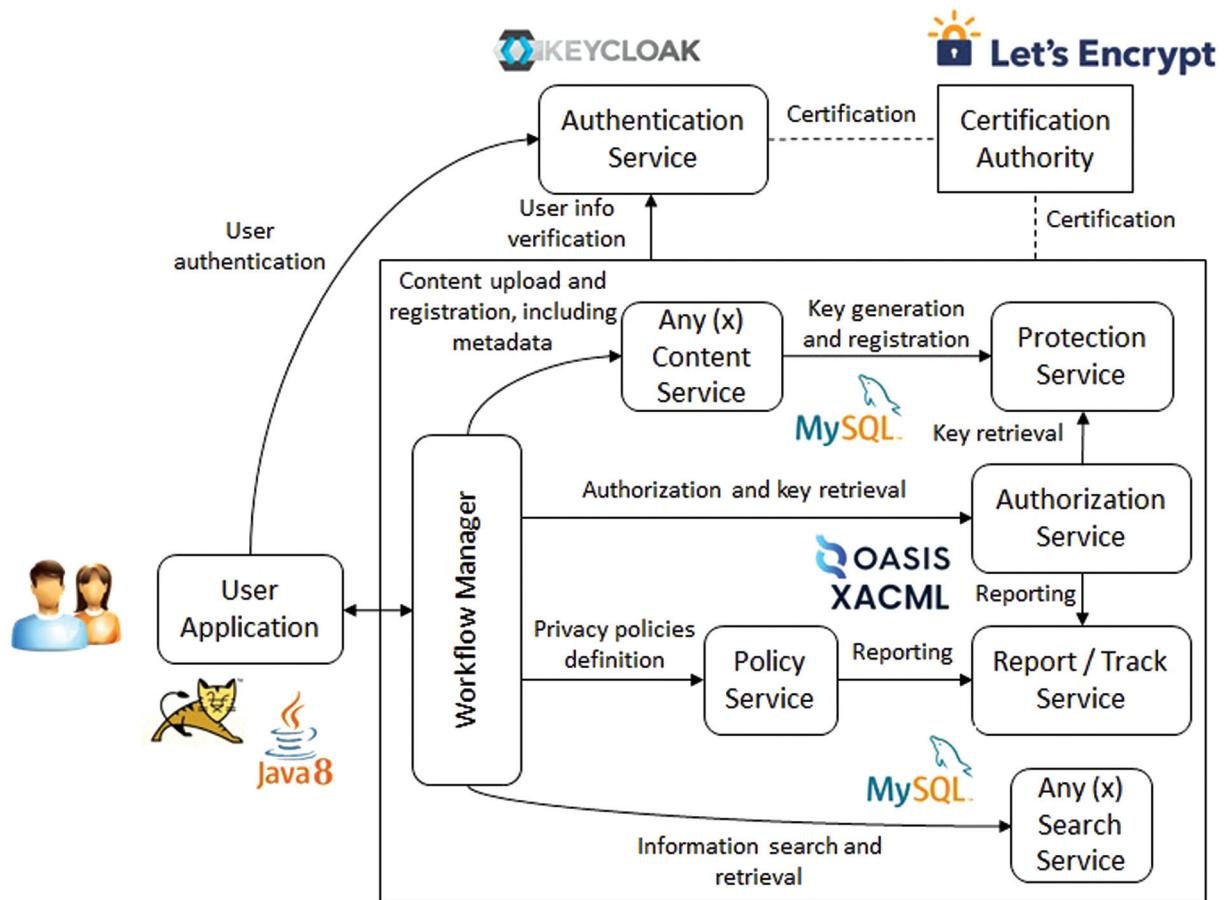 KEYCLOAK
Let's Encrypt
Authentication
Service
Certification
Certification
Authority
User info
verification
Certification
User
authentication
Content upload and
registration, including
metadata
Any (x)
Content
Service
Key generation
and registration
Protection
Service
MySQL
Key retrieval
Workflow Manager
Authorization and key retrieval
Authorization
Service
OASIS
XACML
Reporting
User
Application
Privacy policies
definition
Policy
Service
Reporting
Report / Track
Service
Java 8
MySQL
Any (x)
Search
Service
Information search and
retrieval